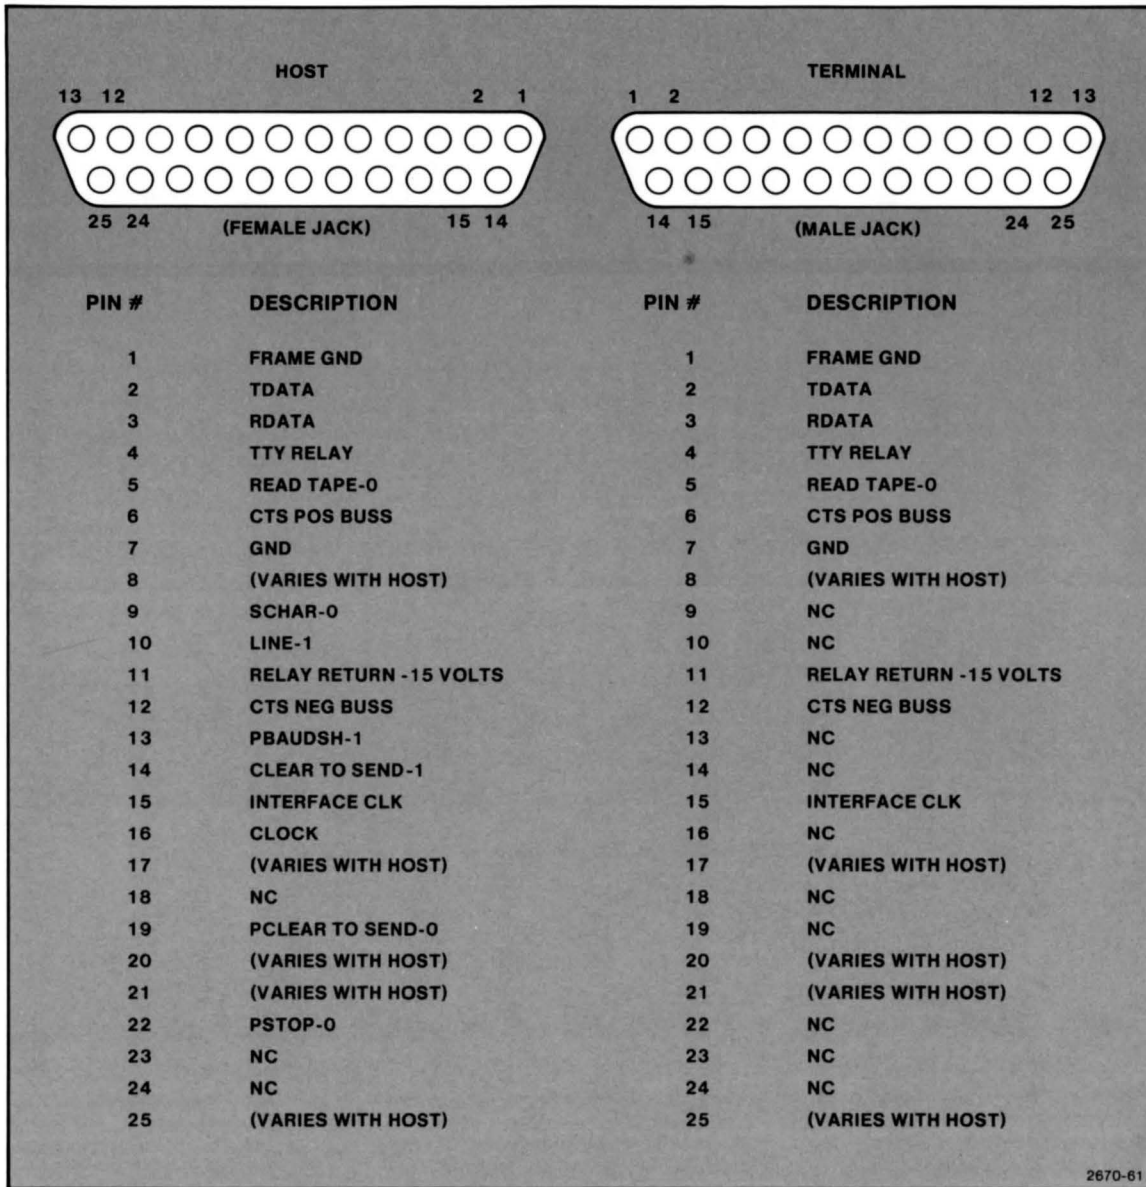 HOST
13 12 2 1
25 24 (FEMALE JACK) 15 14
PIN # DESCRIPTION
1 FRAME GND
2 TDATA
3 RDATA
4 TTY RELAY
5 READ TAPE-0
6 CTS POS BUSS
7 GND
8 (VARIES WITH HOST)
9 SCHAR-0
10 LINE-1
11 RELAY RETURN -15 VOLTS
12 CTS NEG BUSS
13 PBAUDSH-1
14 CLEAR TO SEND-1
15 INTERFACE CLK
16 CLOCK
17 (VARIES WITH HOST)
18 NC
19 PCLEAR TO SEND-0
20 (VARIES WITH HOST)
21 (VARIES WITH HOST)
22 PSTOP-0
23 NC
24 NC
25 (VARIES WITH HOST)
TERMINAL
1 2 12 13
14 15 (MALE JACK) 24 25
PIN # DESCRIPTION
1 FRAME GND
2 TDATA
3 RDATA
4 TTY RELAY
5 READ TAPE-0
6 CTS POS BUSS
7 GND
8 (VARIES WITH HOST)
9 NC
10 NC
11 RELAY RETURN -15 VOLTS
12 CTS NEG BUSS
13 NC
14 NC
15 INTERFACE CLK
16 NC
17 (VARIES WITH HOST)
18 NC
19 NC
20 (VARIES WITH HOST)
21 (VARIES WITH HOST)
22 NC
23 NC
24 NC
25 (VARIES WITH HOST)
2670-61